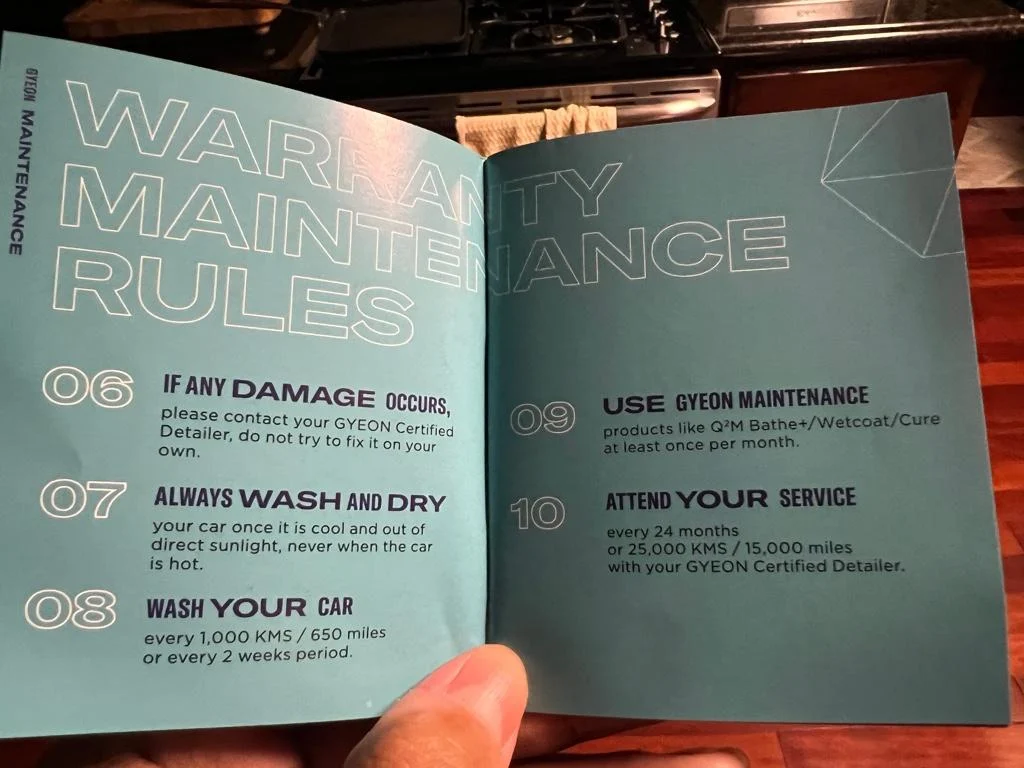 GYEON MAINTENANCE
WARRANTY
MAINTENANCE
RULES
06 IF ANY DAMAGE OCCURS,
please contact your GYEON Certified
Detailer, do not try to fix it on your
own.
07 ALWAYS WASH AND DRY
your car once it is cool and out of
direct sunlight, never when the car
is hot.
08 WASH YOUR CAR
every 1,000 KMS / 650 miles
or every 2 weeks period.
09 USE GYEON MAINTENANCE
products like Q²M Bathe+/Wetcoat/Cure
at least once per month.
10 ATTEND YOUR SERVICE
every 24 months
or 25,000 KMS / 15,000 miles
with your GYEON Certified Detailer.